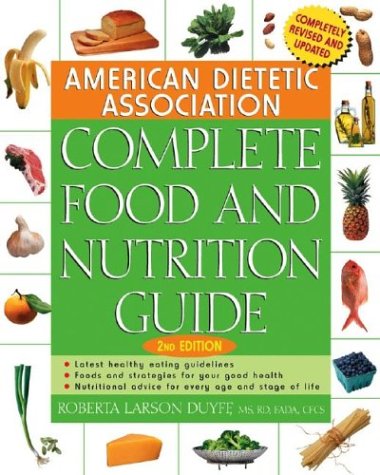 COMPLETELY
REVISED AND
UPDATED
AMERICAN DIETETIC
ASSOCIATION
COMPLETE
FOOD AND
NUTRITION
GUIDE
2ND EDITION
• Latest healthy eating guidelines
• Foods and strategies for your good health
• Nutritional advice for every age and stage of life
ROBERTA LARSON DUYFF, MS, RD, FADA, CFCS